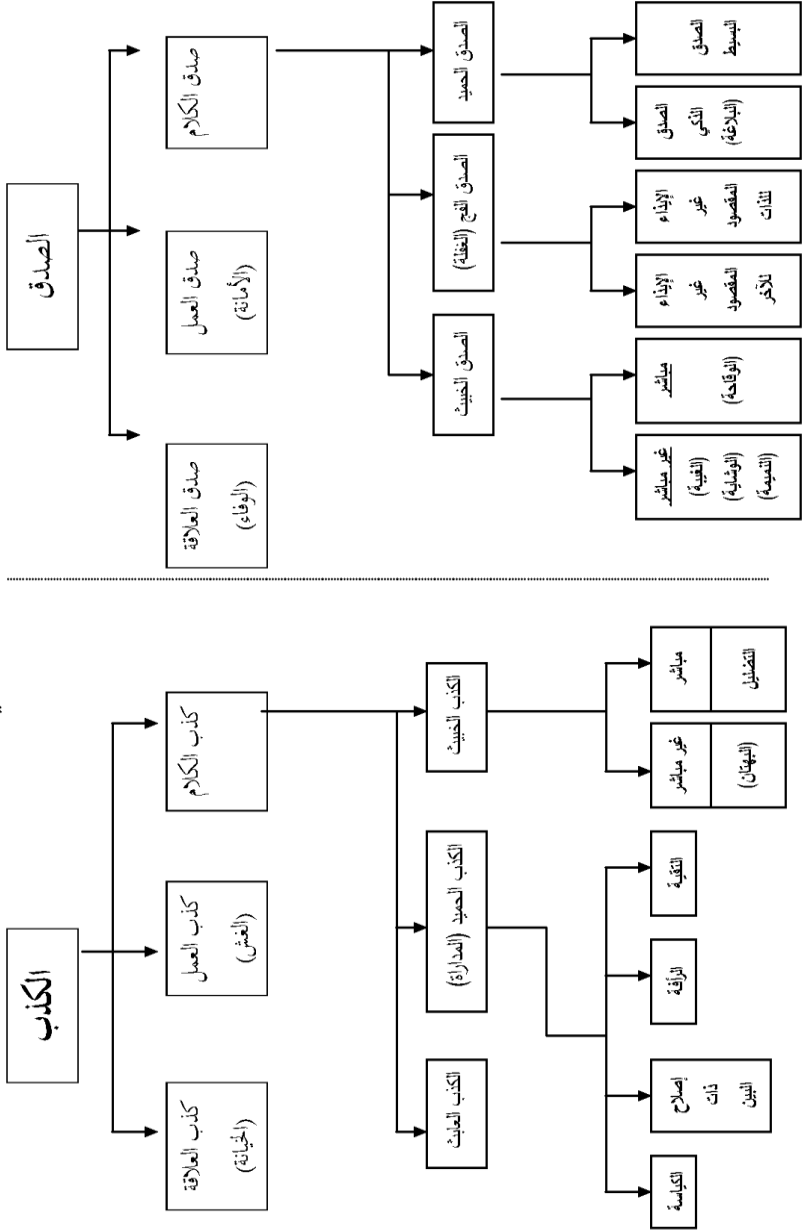 الصدق
صدق الكلام
صدق العمل
(الأمانة)
صدق العلاقة
(الوفاء)
الصدق الحميد
الصدق الفج (الغفلة)
الصدق الخبيث
الصدق
البسيط
الصدق
الذكي
(البلاغة)
الإيذاء
غير
المقصود
للذات
الإيذاء
غير
المقصود
للآخر
مباشر
(الوقاحة)
غير مباشر
(الغيبة)
(الوشاية)
(النميمة)
الكذب
كذب الكلام
كذب العمل
(الغش)
كذب العلاقة
(الخيانة)
الكذب الخبيث
الكذب الحميد (المداراة)
الكذب العابث
مباشر
التضليل
غير مباشر
(البهتان)
التقية
الرأفة
إصلاح
ذات
البين
الكياسة